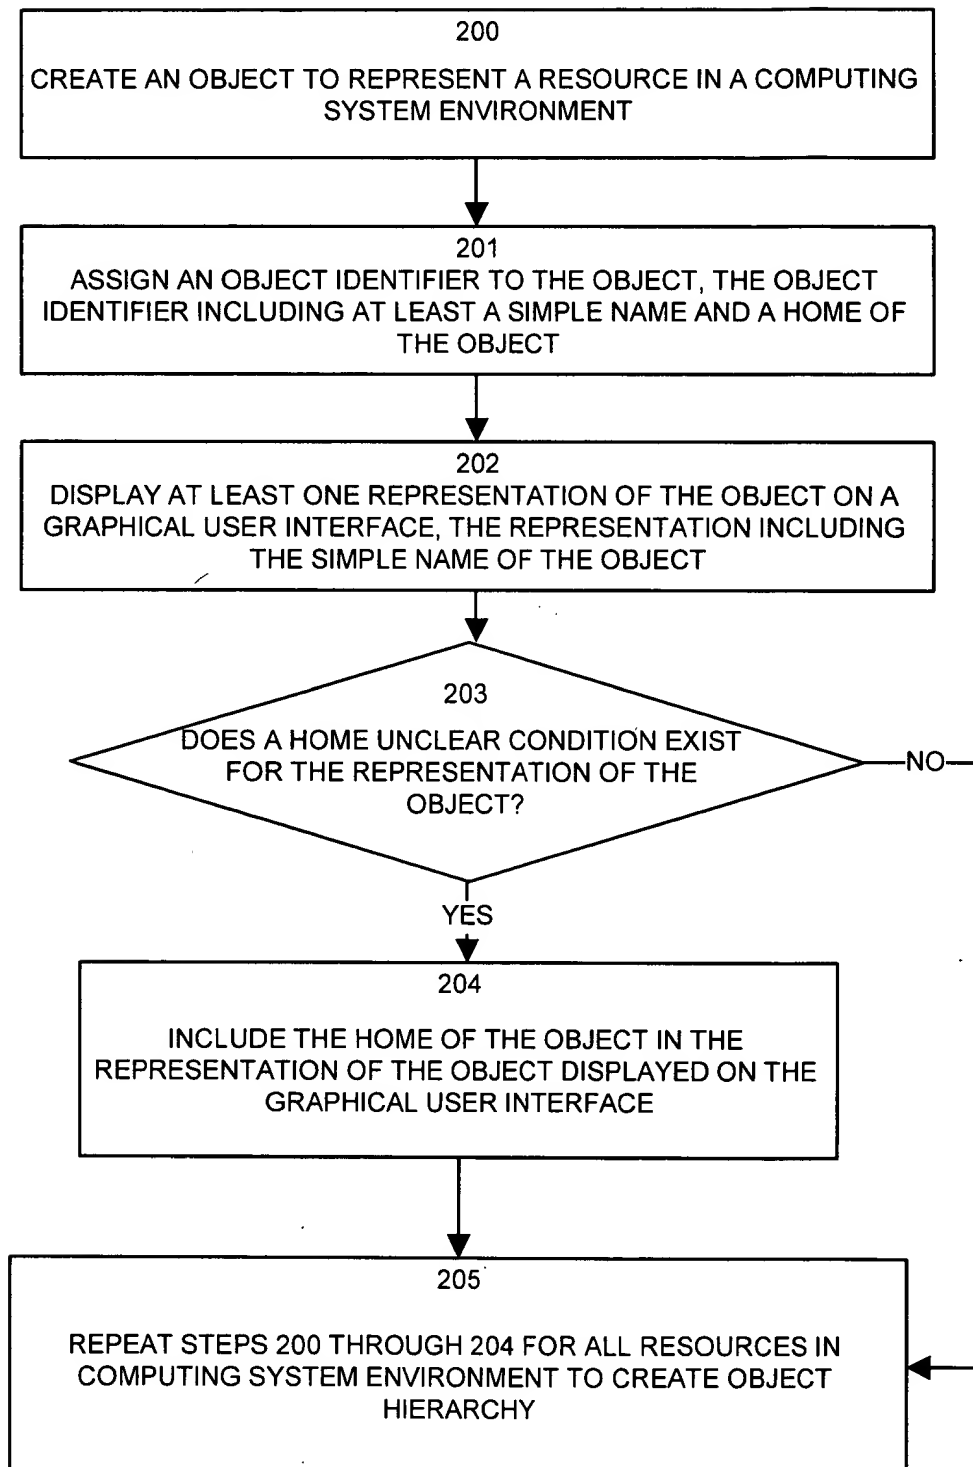 200
CREATE AN OBJECT TO REPRESENT A RESOURCE IN A COMPUTING
SYSTEM ENVIRONMENT
201
ASSIGN AN OBJECT IDENTIFIER TO THE OBJECT, THE OBJECT
IDENTIFIER INCLUDING AT LEAST A SIMPLE NAME AND A HOME OF
THE OBJECT
202
DISPLAY AT LEAST ONE REPRESENTATION OF THE OBJECT ON A
GRAPHICAL USER INTERFACE, THE REPRESENTATION INCLUDING
THE SIMPLE NAME OF THE OBJECT
203
DOES A HOME UNCLEAR CONDITION EXIST
FOR THE REPRESENTATION OF THE
OBJECT?
NO
YES
204
INCLUDE THE HOME OF THE OBJECT IN THE
REPRESENTATION OF THE OBJECT DISPLAYED ON THE
GRAPHICAL USER INTERFACE
205
REPEAT STEPS 200 THROUGH 204 FOR ALL RESOURCES IN
COMPUTING SYSTEM ENVIRONMENT TO CREATE OBJECT
HIERARCHY